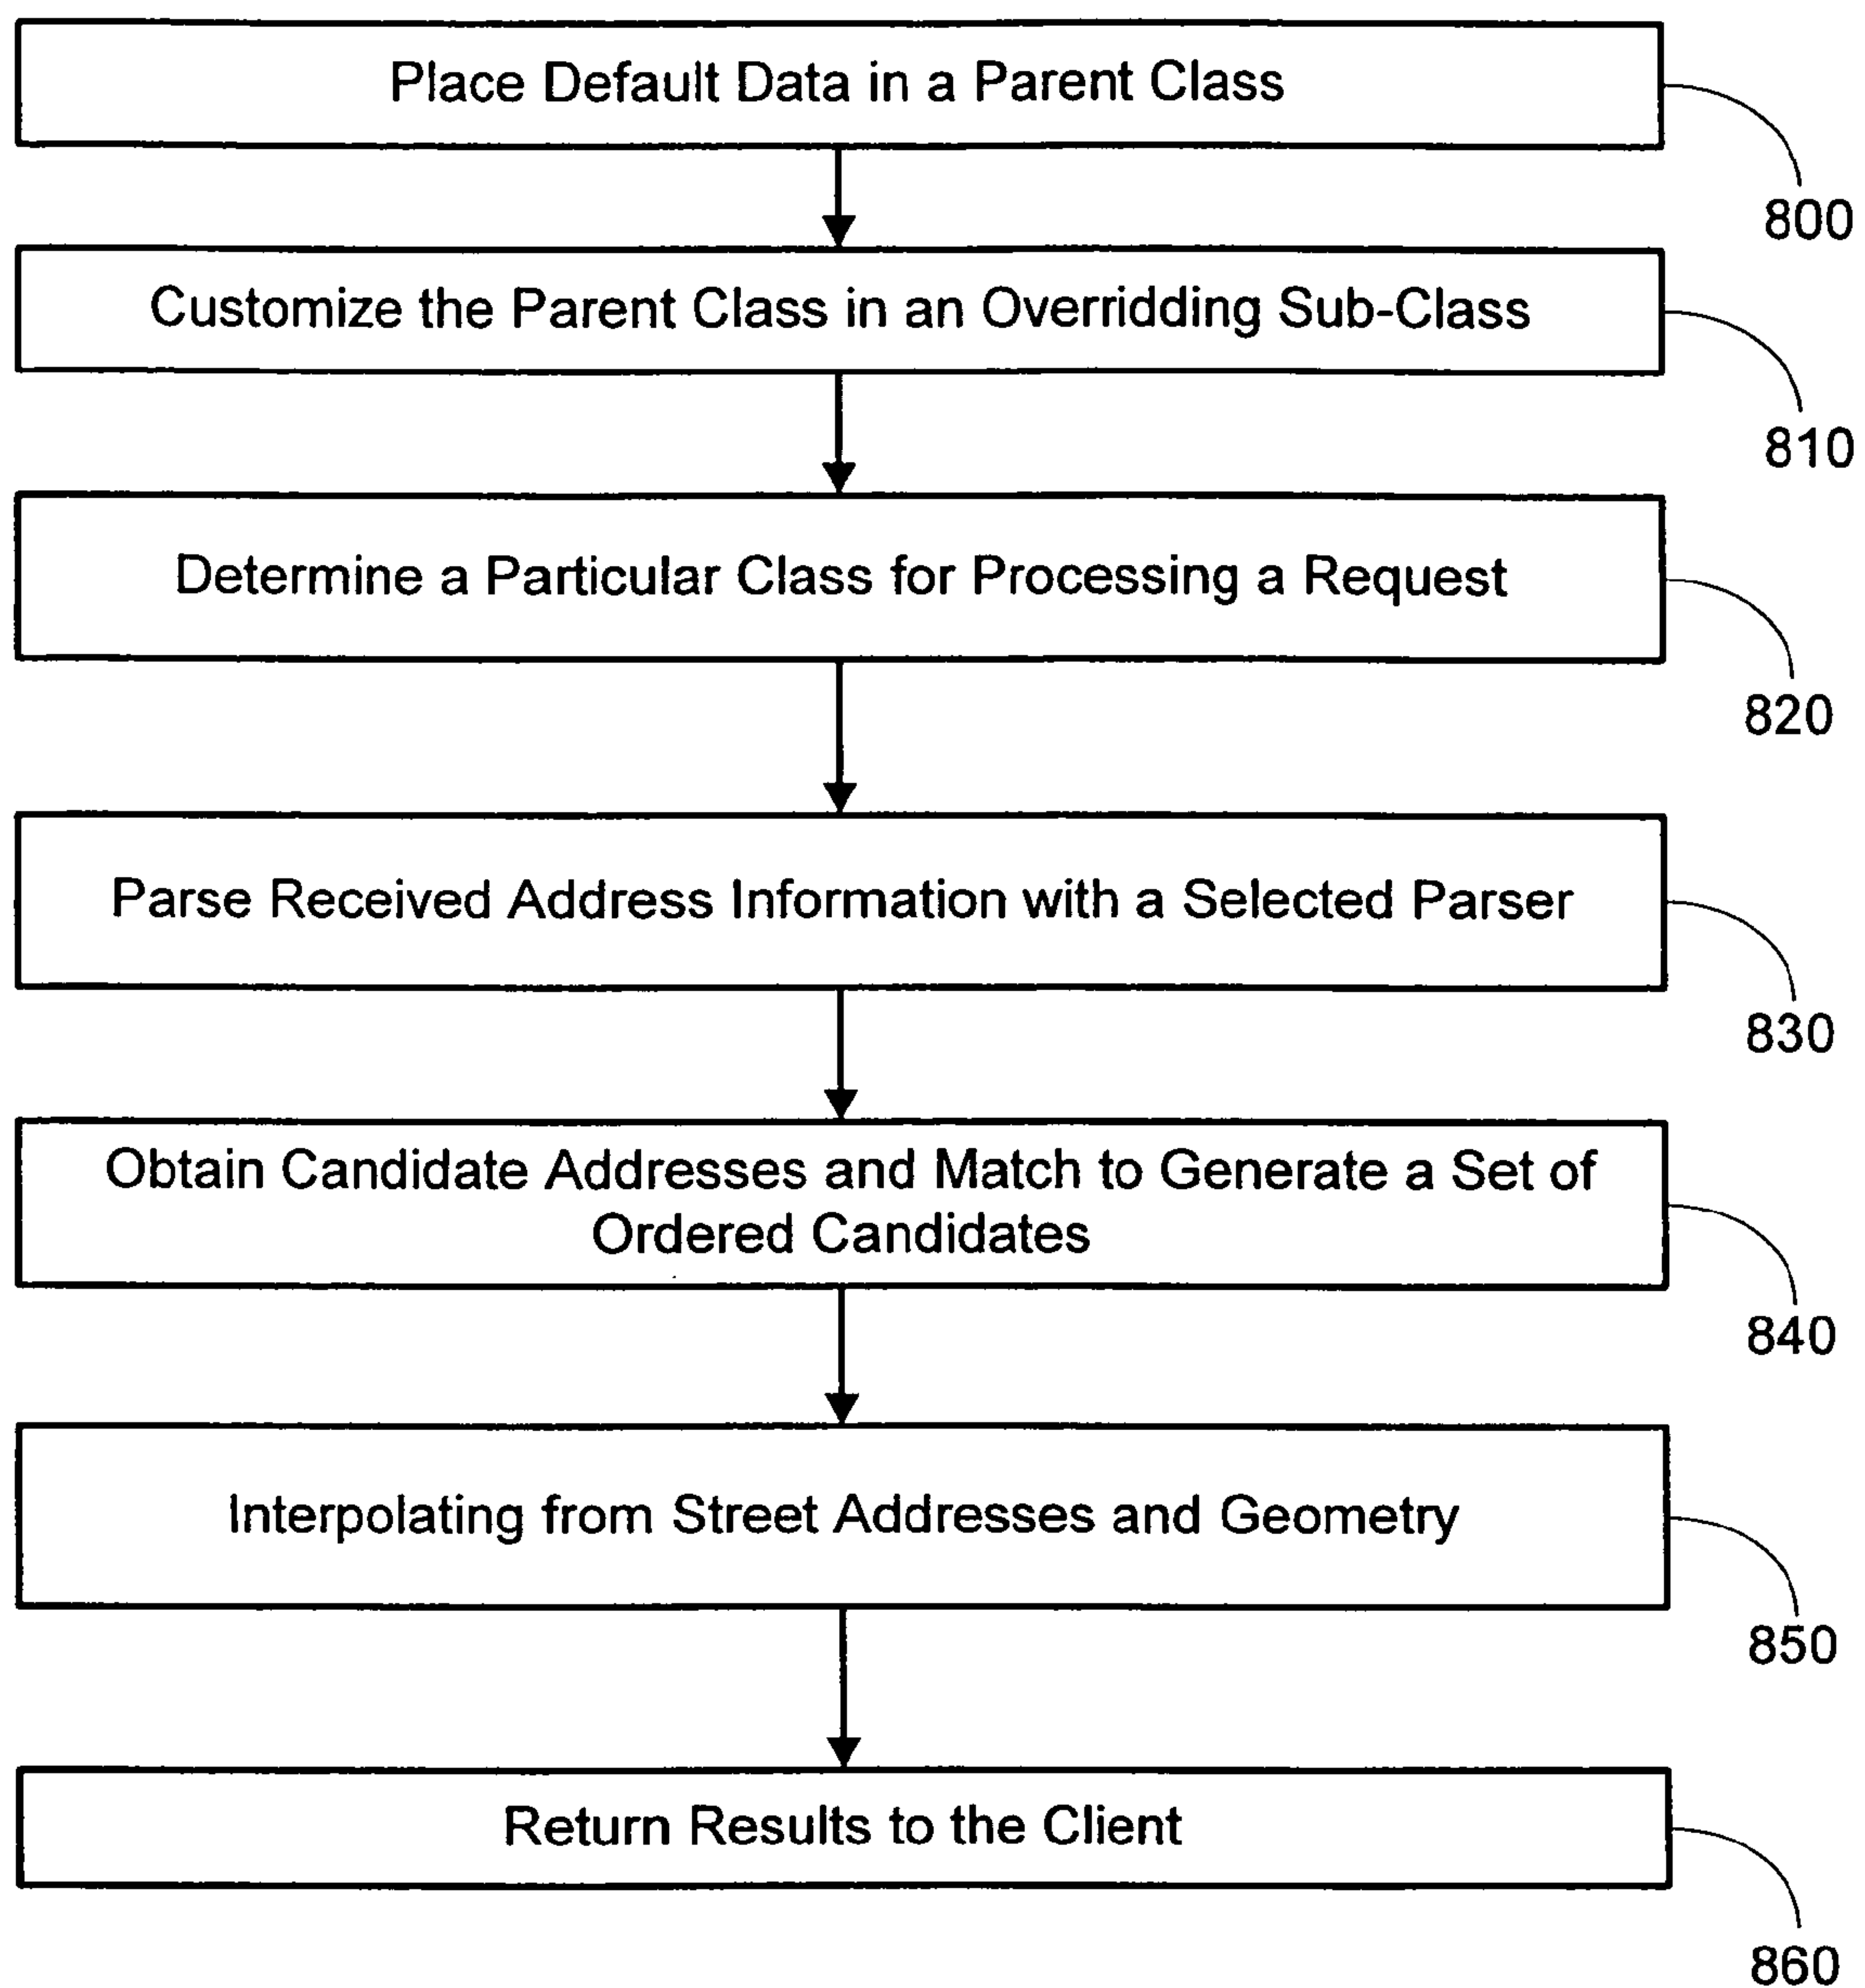 Place Default Data in a Parent Class
800
Customize the Parent Class in an Overridding Sub-Class
810
Determine a Particular Class for Processing a Request
820
Parse Received Address Information with a Selected Parser
830
Obtain Candidate Addresses and Match to Generate a Set of
Ordered Candidates
840
Interpolating from Street Addresses and Geometry
850
Return Results to the Client
860